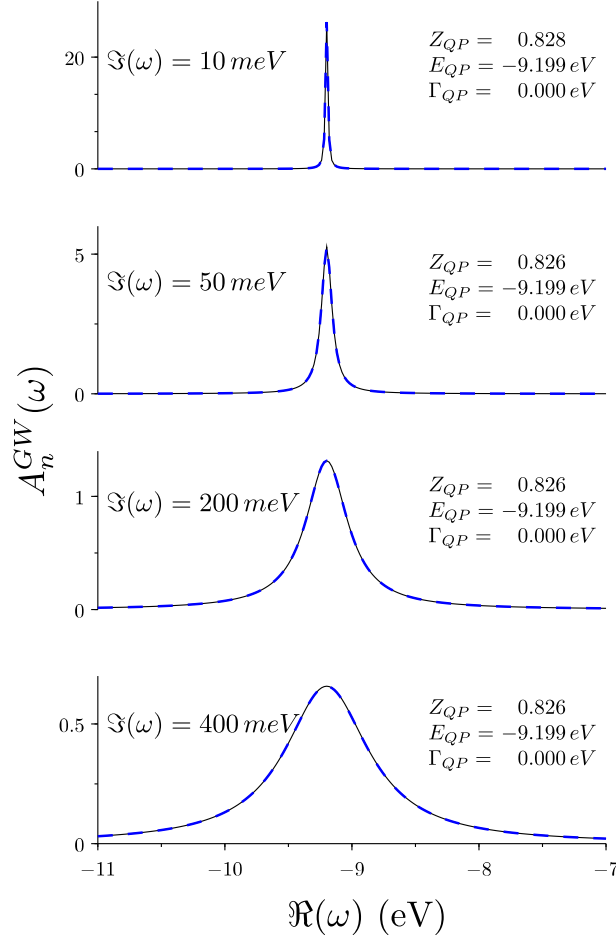 20
0
ℑ(ω) = 10 meV
Z_QP = 0.828
E_QP = −9.199 eV
Γ_QP = 0.000 eV
5
0
ℑ(ω) = 50 meV
Z_QP = 0.826
E_QP = −9.199 eV
Γ_QP = 0.000 eV
A_n^GW(ω)
1
0
ℑ(ω) = 200 meV
Z_QP = 0.826
E_QP = −9.199 eV
Γ_QP = 0.000 eV
0.5
0
ℑ(ω) = 400 meV
Z_QP = 0.826
E_QP = −9.199 eV
Γ_QP = 0.000 eV
−11 −10 −9 −8 −7
ℜ(ω) (eV)